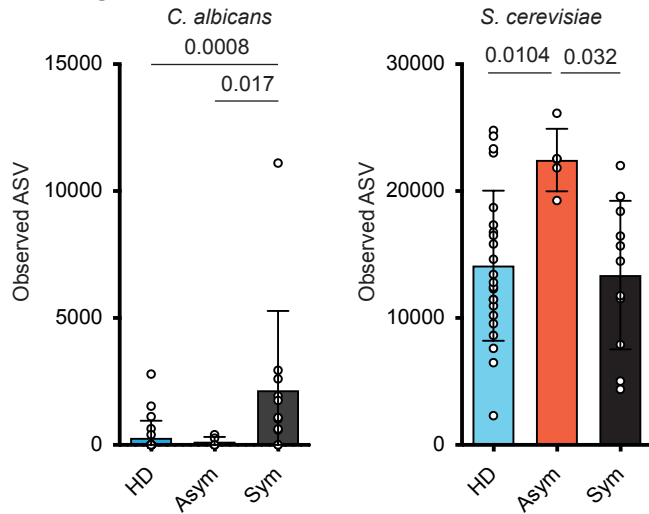 C. albicans
0.0008
0.017
15000
10000
5000
0
Observed ASV
HD
Asym
Sym
S. cerevisiae
0.0104
0.032
30000
20000
10000
0
Observed ASV
HD
Asym
Sym